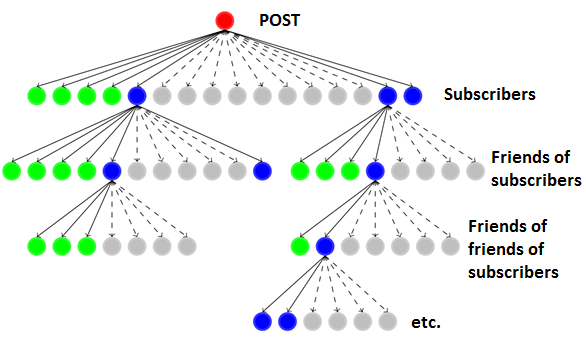 POST
Subscribers
Friends of
subscribers
Friends of
friends of
subscribers
etc.